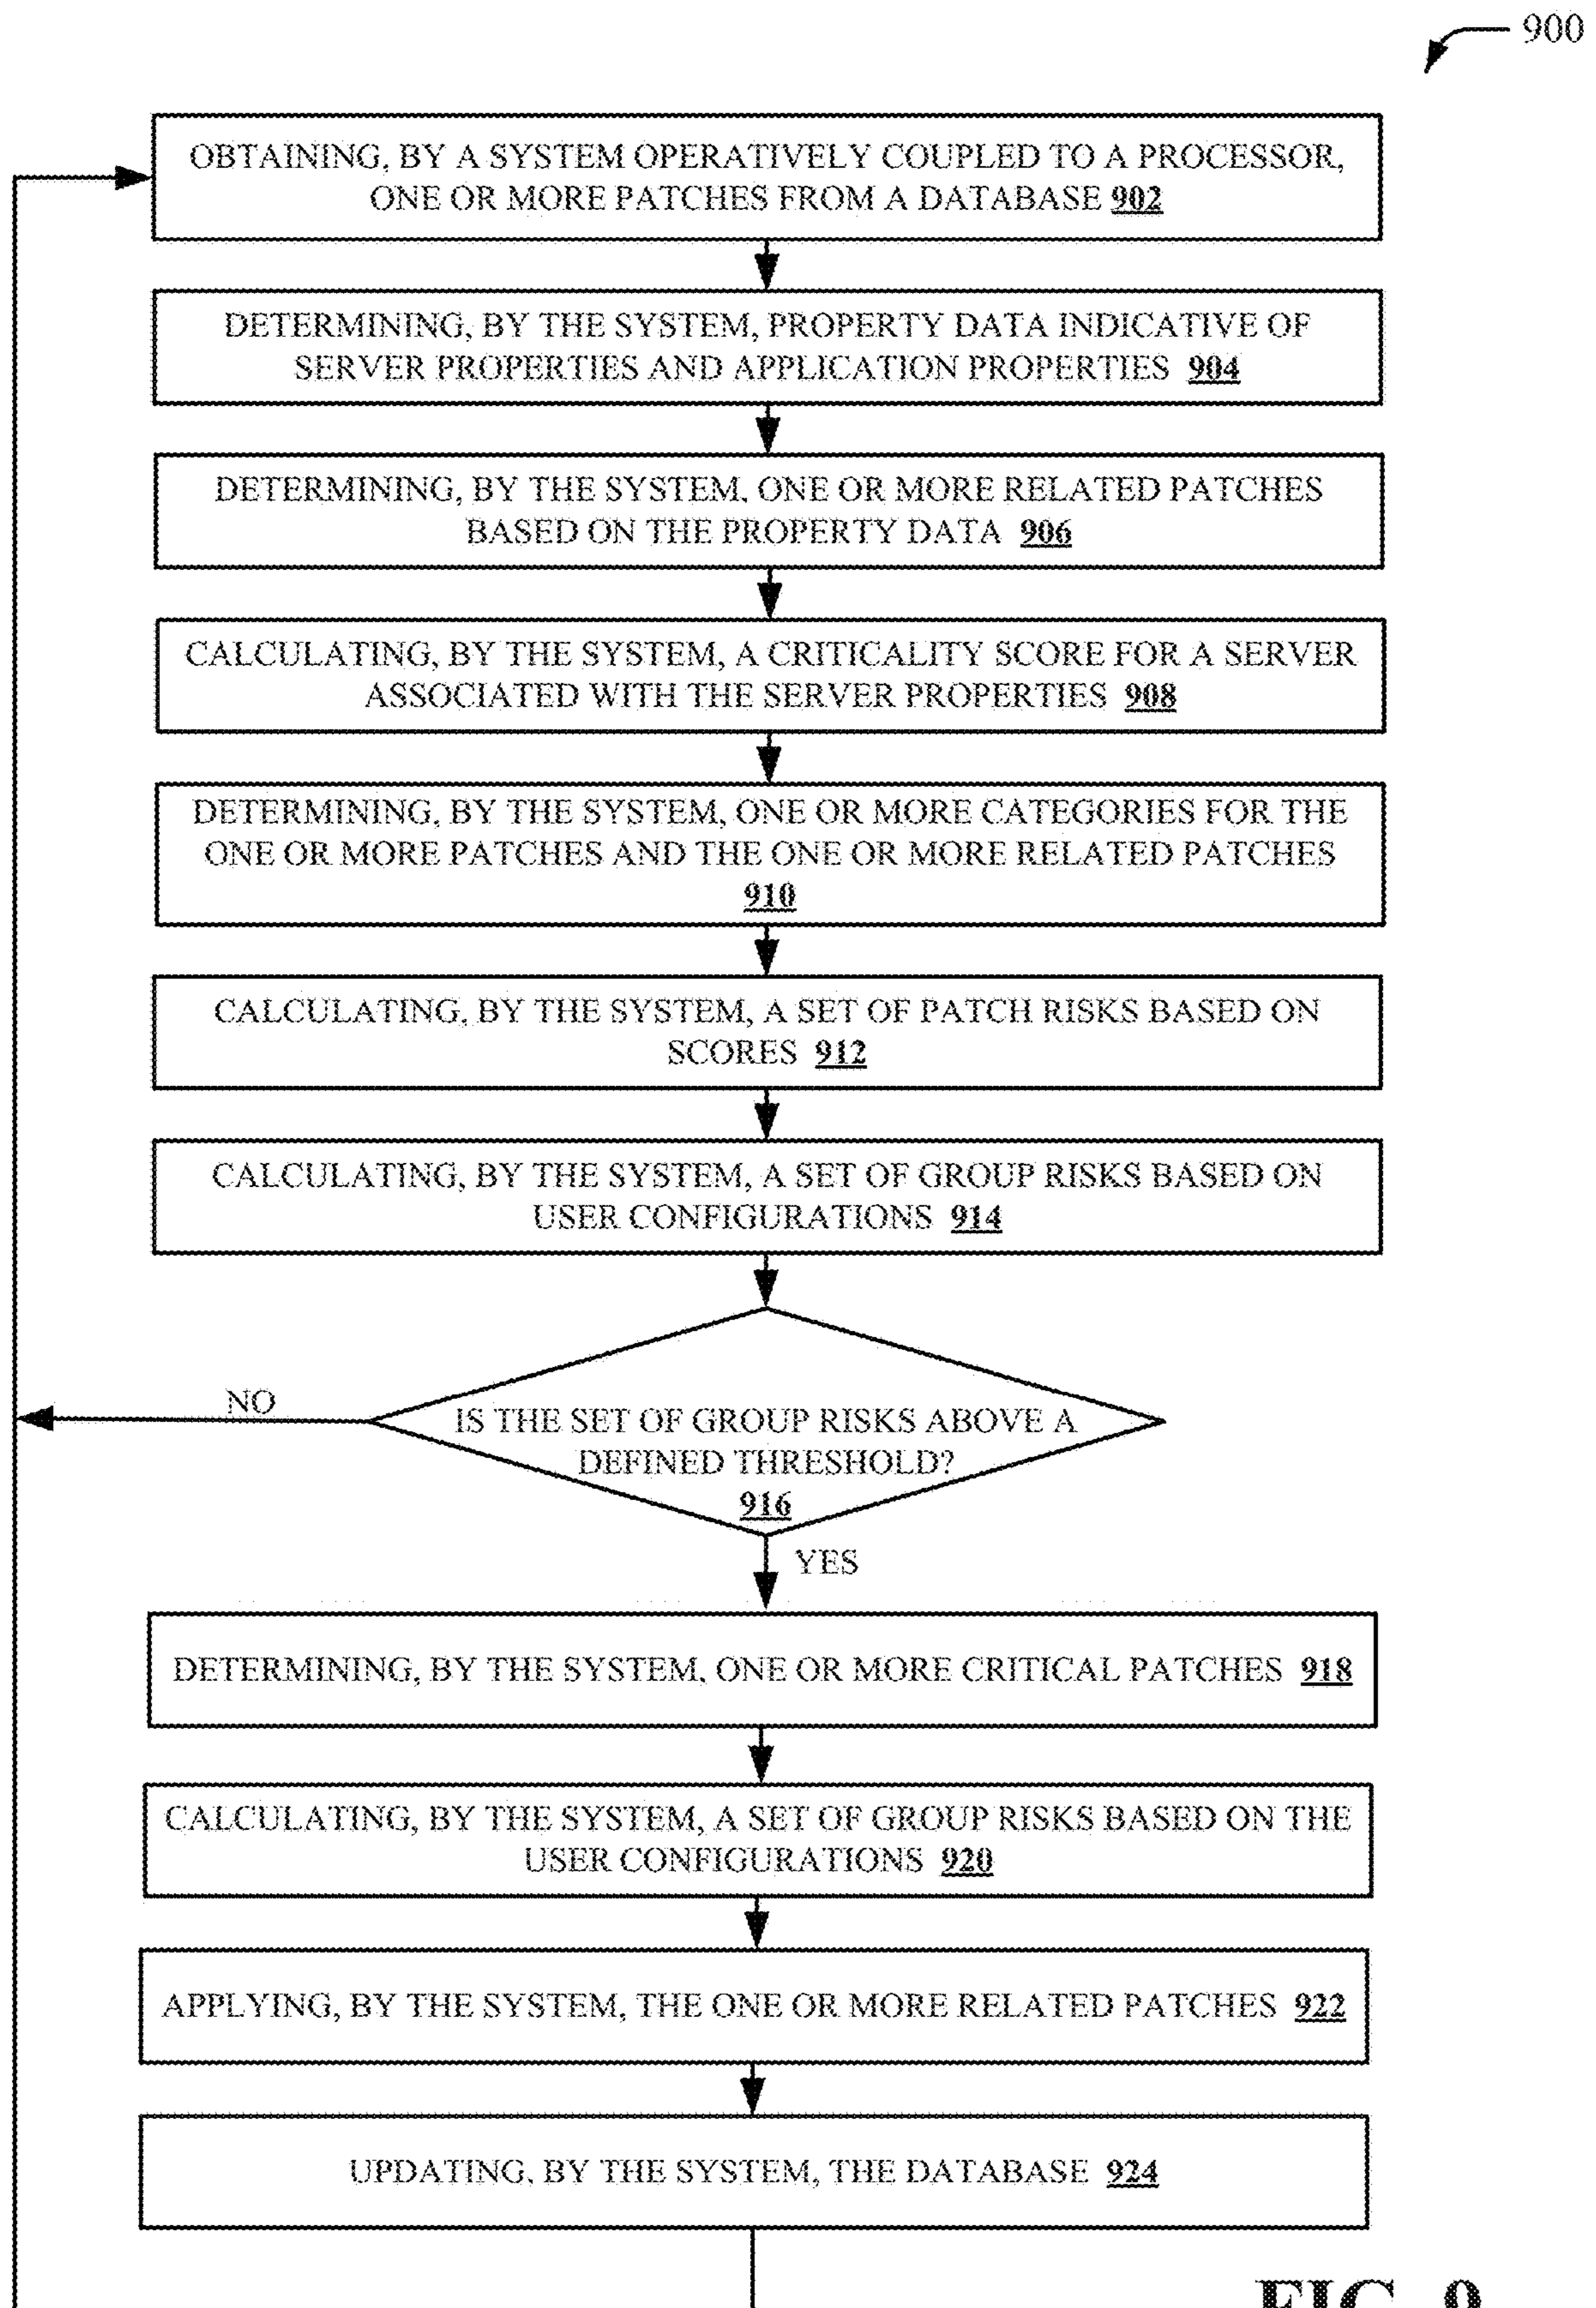 900
OBTAINING, BY A SYSTEM OPERATIVELY COUPLED TO A PROCESSOR,
ONE OR MORE PATCHES FROM A DATABASE 902
DETERMINING, BY THE SYSTEM, PROPERTY DATA INDICATIVE OF
SERVER PROPERTIES AND APPLICATION PROPERTIES 904
DETERMINING, BY THE SYSTEM, ONE OR MORE RELATED PATCHES
BASED ON THE PROPERTY DATA 906
CALCULATING, BY THE SYSTEM, A CRITICALITY SCORE FOR A SERVER
ASSOCIATED WITH THE SERVER PROPERTIES 908
DETERMINING, BY THE SYSTEM, ONE OR MORE CATEGORIES FOR THE
ONE OR MORE PATCHES AND THE ONE OR MORE RELATED PATCHES
910
CALCULATING, BY THE SYSTEM, A SET OF PATCH RISKS BASED ON
SCORES 912
CALCULATING, BY THE SYSTEM, A SET OF GROUP RISKS BASED ON
USER CONFIGURATIONS 914
NO
IS THE SET OF GROUP RISKS ABOVE A
DEFINED THRESHOLD?
916
YES
DETERMINING, BY THE SYSTEM, ONE OR MORE CRITICAL PATCHES 918
CALCULATING, BY THE SYSTEM, A SET OF GROUP RISKS BASED ON THE
USER CONFIGURATIONS 920
APPLYING, BY THE SYSTEM, THE ONE OR MORE RELATED PATCHES 922
UPDATING, BY THE SYSTEM, THE DATABASE 924
FIG. 9